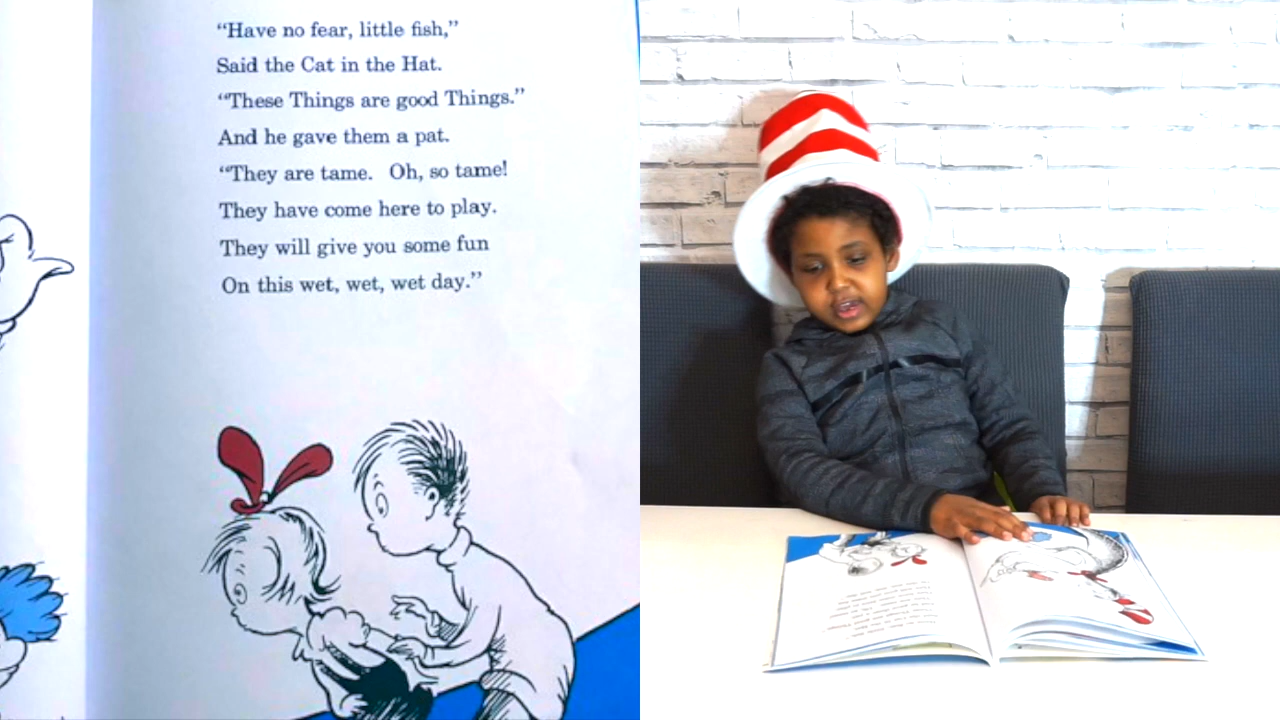 “Have no fear, little fish,”
Said the Cat in the Hat.
“These Things are good Things.”
And he gave them a pat.
“They are tame. Oh, so tame!
They have come here to play.
They will give you some fun
On this wet, wet, wet day.”